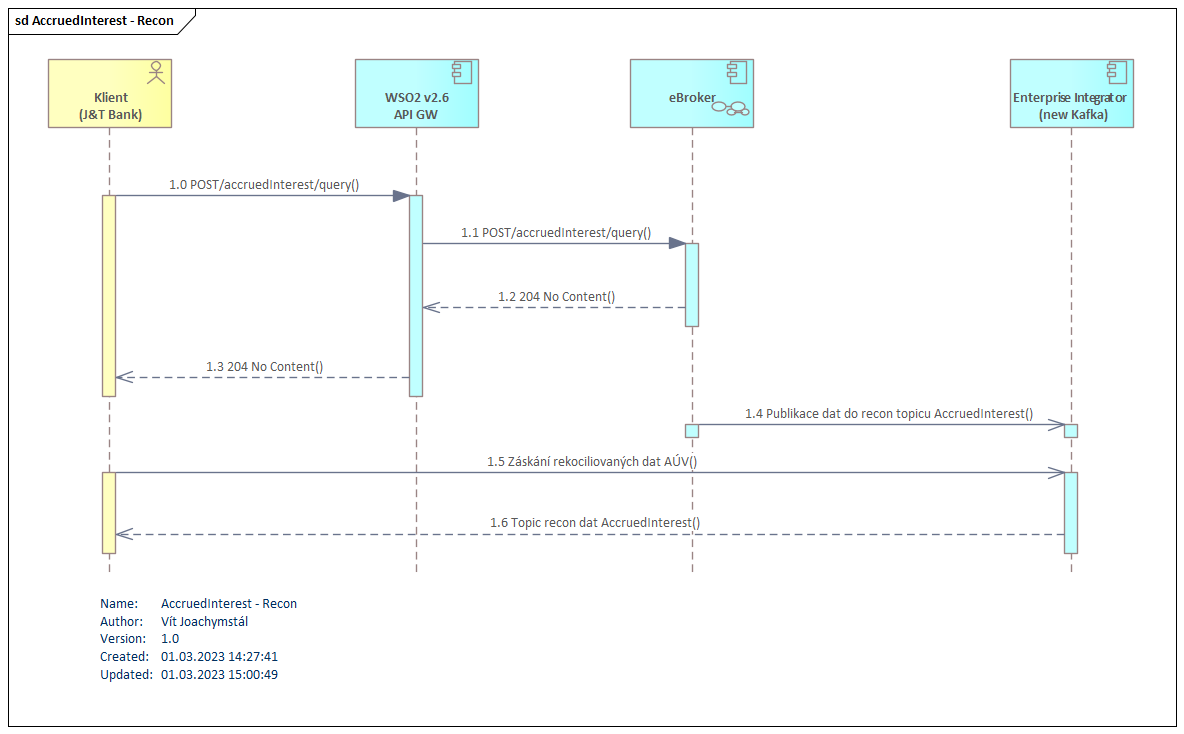 sd AccruedInterest - Recon
Klient
(J&T Bank)
WSO2 v2.6
API GW
eBroker
Enterprise Integrator
(new Kafka)
1.0 POST/accruedInterest/query()
1.1 POST/accruedInterest/query()
1.2 204 No Content()
1.3 204 No Content()
1.4 Publikace dat do recon topicu AccruedInterest()
1.5 Záskání rekociliovaných dat AÚV()
1.6 Topic recon dat AccruedInterest()
Name: AccruedInterest - Recon
Author: Vít Joachymstál
Version: 1.0
Created: 01.03.2023 14:27:41
Updated: 01.03.2023 15:00:49